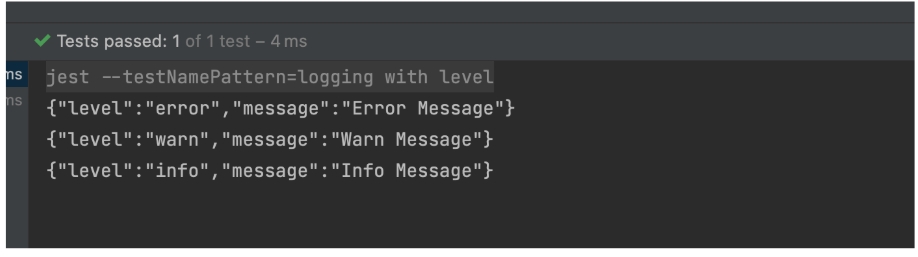 Tests passed: 1 of 1 test – 4 ms
ms
jest --testNamePattern=logging with level
ms
{"level":"error","message":"Error Message"}
{"level":"warn","message":"Warn Message"}
{"level":"info","message":"Info Message"}